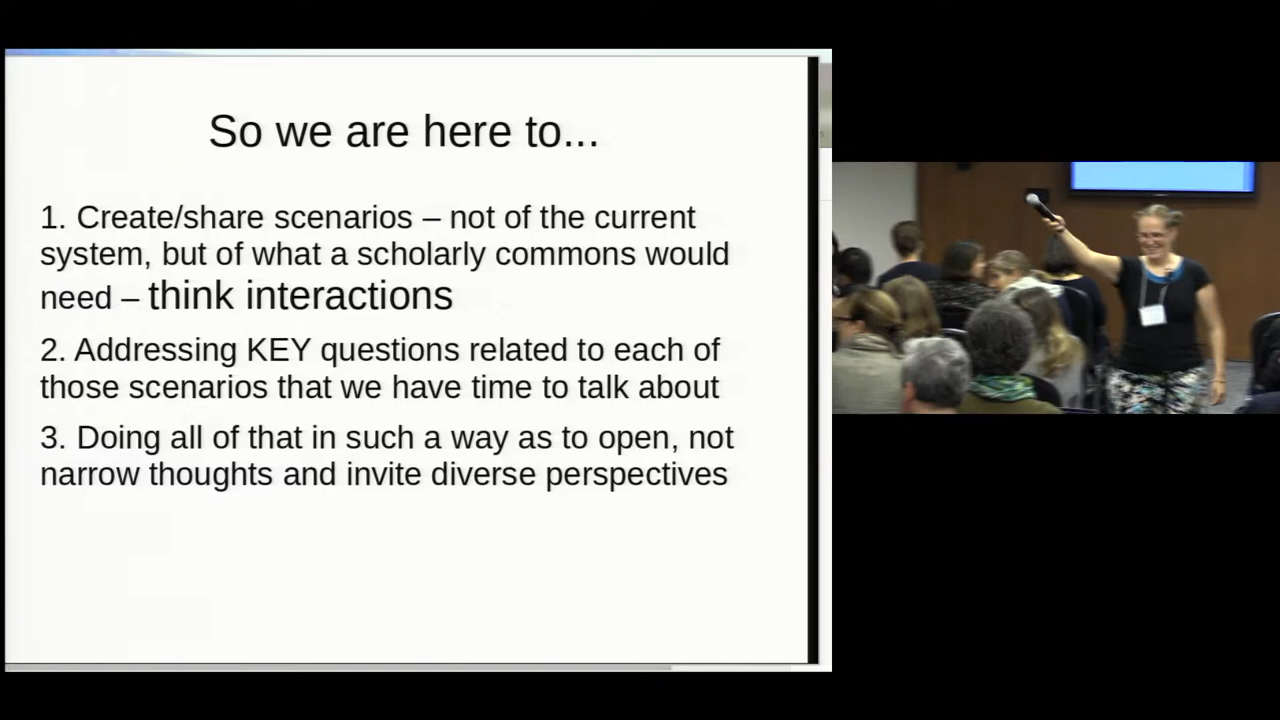 So we are here to...
1. Create/share scenarios – not of the current
system, but of what a scholarly commons would
need – think interactions
2. Addressing KEY questions related to each of
those scenarios that we have time to talk about
3. Doing all of that in such a way as to open, not
narrow thoughts and invite diverse perspectives